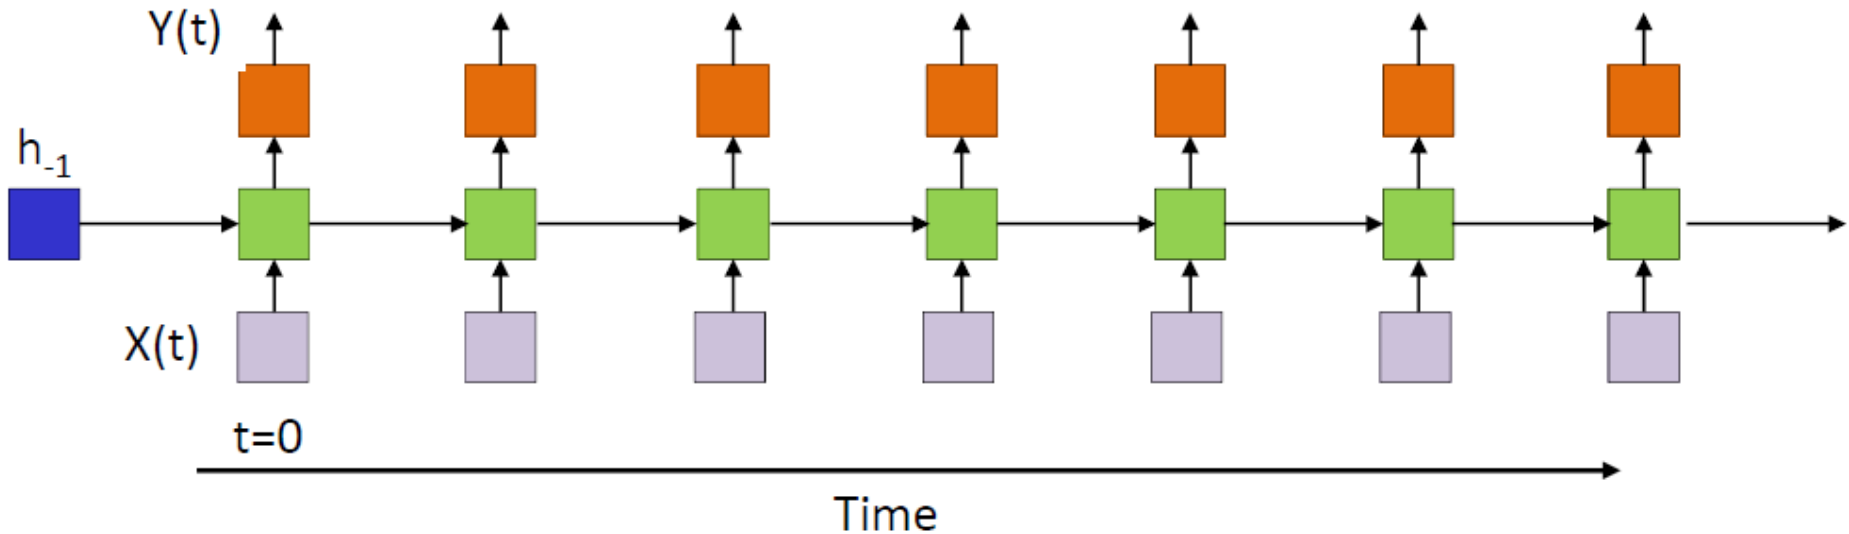 Y(t)
h₋₁
X(t)
t=0
Time